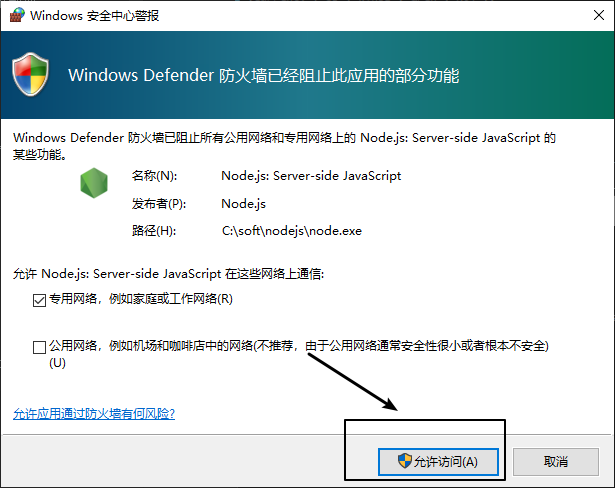 Windows 安全中心警报
Windows Defender 防火墙已经阻止此应用的部分功能
Windows Defender 防火墙已阻止所有公用网络和专用网络上的 Node.js: Server-side JavaScript 的
某些功能。
名称(N): Node.js: Server-side JavaScript
发布者(P): Node.js
路径(H): C:\soft\nodejs\node.exe
允许 Node.js: Server-side JavaScript 在这些网络上通信:
专用网络，例如家庭或工作网络(R)
公用网络，例如机场和咖啡店中的网络(不推荐，由于公用网络通常安全性很小或者根本不安全)
(U)
允许应用通过防火墙有何风险?
允许访问(A) 取消